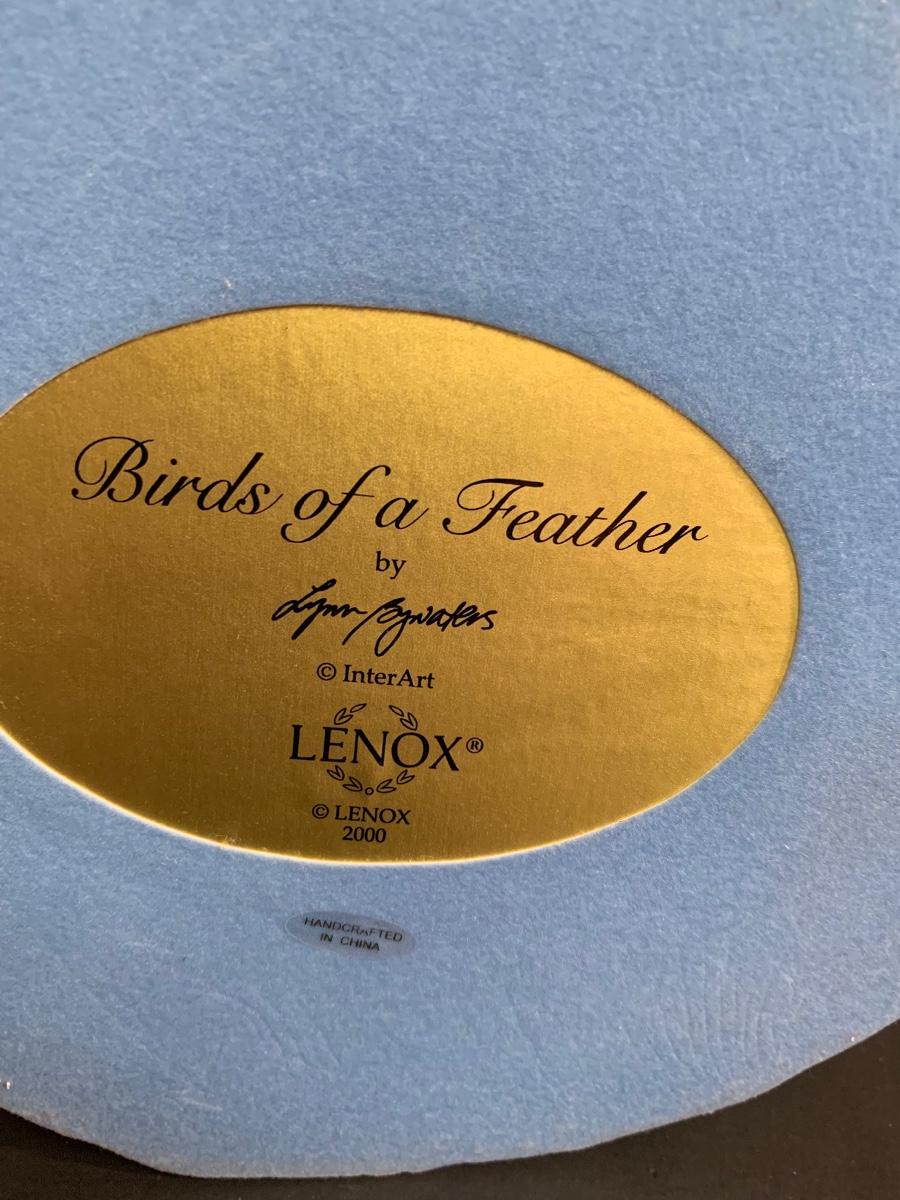 Birds of a Feather
by
Lynn Bywaters
© InterArt
LENOX®
© LENOX
2000
HANDCRAFTED
IN CHINA